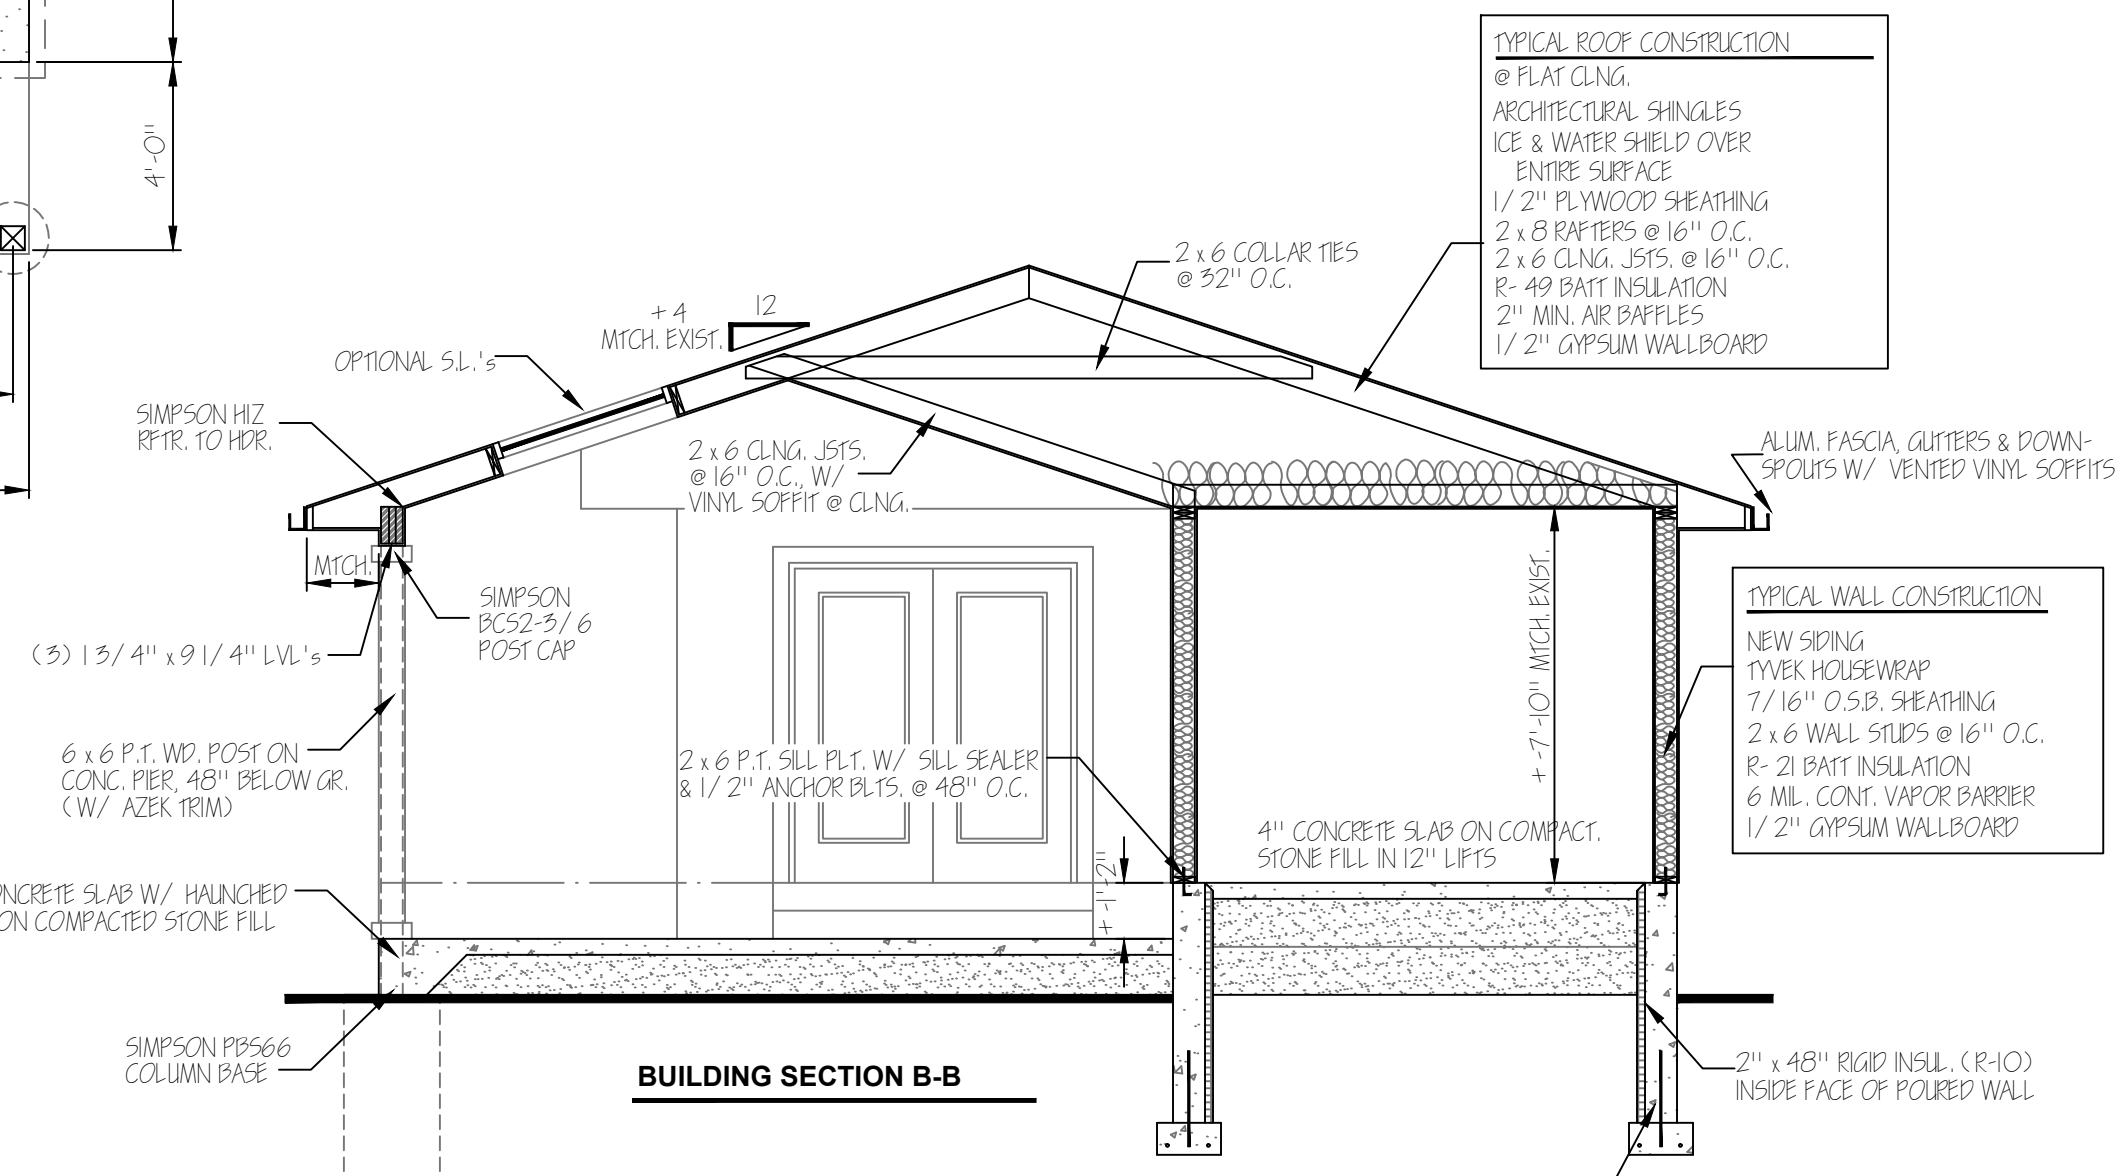 4'-0"
TYPICAL ROOF CONSTRUCTION
@ FLAT CLNG.
ARCHITECTURAL SHINGLES
ICE & WATER SHIELD OVER
ENTIRE SURFACE
1/2" PLYWOOD SHEATHING
2 x 8 RAFTERS @ 16" O.C.
2 x 6 CLNG. JSTS. @ 16" O.C.
R- 49 BATT INSULATION
2" MIN. AIR BAFFLES
1/2" GYPSUM WALLBOARD
2 x 6 COLLAR TIES
@ 32" O.C.
12
+ 4
MTCH. EXIST.
OPTIONAL S.L.'s
SIMPSON H1Z
RFTR. TO HDR.
2 x 6 CLNG. JSTS.
@ 16" O.C., W/
VINYL SOFFIT @ CLNG.
ALUM. FASCIA, GUTTERS & DOWN-
SPOUTS W/ VENTED VINYL SOFFITS
MTCH.
SIMPSON
BCS2-3/6
POST CAP
(3) 1 3/4" x 9 1/4" LVL's
+-7'-10" MTCH. EXIST.
TYPICAL WALL CONSTRUCTION
NEW SIDING
TYVEK HOUSEWRAP
7/16" O.S.B. SHEATHING
2 x 6 WALL STUDS @ 16" O.C.
R- 21 BATT INSULATION
6 MIL. CONT. VAPOR BARRIER
1/2" GYPSUM WALLBOARD
6 x 6 P.T. WD. POST ON
CONC. PIER, 48" BELOW GR.
(W/ AZEK TRIM)
2 x 6 P.T. SILL PLT. W/ SILL SEALER
& 1/2" ANCHOR BLTS. @ 48" O.C.
4" CONCRETE SLAB ON COMPACT.
STONE FILL IN 12" LIFTS
+-1'-2"
ONCRETE SLAB W/ HAUNCHED
ON COMPACTED STONE FILL
SIMPSON PBS66
COLUMN BASE
BUILDING SECTION B-B
2" x 48" RIGID INSUL. (R-10)
INSIDE FACE OF POURED WALL